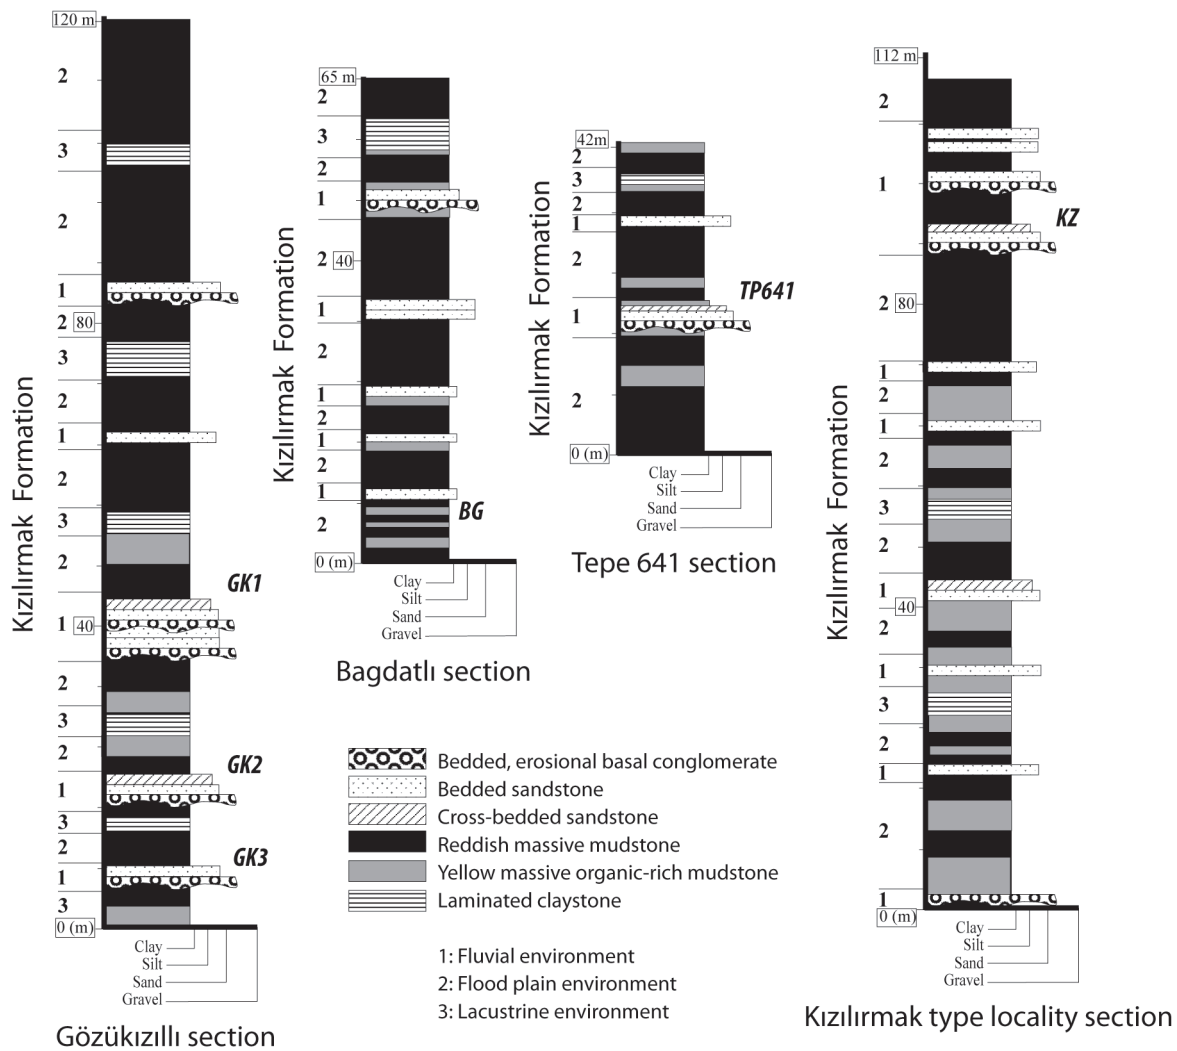 120 m
2
3
2
1
2
80
3
2
1
2
3
2
GK1
1
40
2
3
2
GK2
1
3
2
GK3
1
3
0 (m)
Clay
Silt
Sand
Gravel
Kızılırmak Formation
Gözükızıllı section
65 m
2
3
2
1
2
40
1
2
1
2
1
2
1
BG
2
0 (m)
Clay
Silt
Sand
Gravel
Kızılırmak Formation
Bagdatlı section
42m
2
3
2
1
2
TP641
1
2
0 (m)
Clay
Silt
Sand
Gravel
Kızılırmak Formation
Tepe 641 section
112 m
2
1
KZ
2
80
1
2
1
2
3
2
1
40
2
1
3
2
1
2
1
0 (m)
Clay
Silt
Sand
Gravel
Kızılırmak Formation
Kızılırmak type locality section
Bedded, erosional basal conglomerate
Bedded sandstone
Cross-bedded sandstone
Reddish massive mudstone
Yellow massive organic-rich mudstone
Laminated claystone
1: Fluvial environment
2: Flood plain environment
3: Lacustrine environment